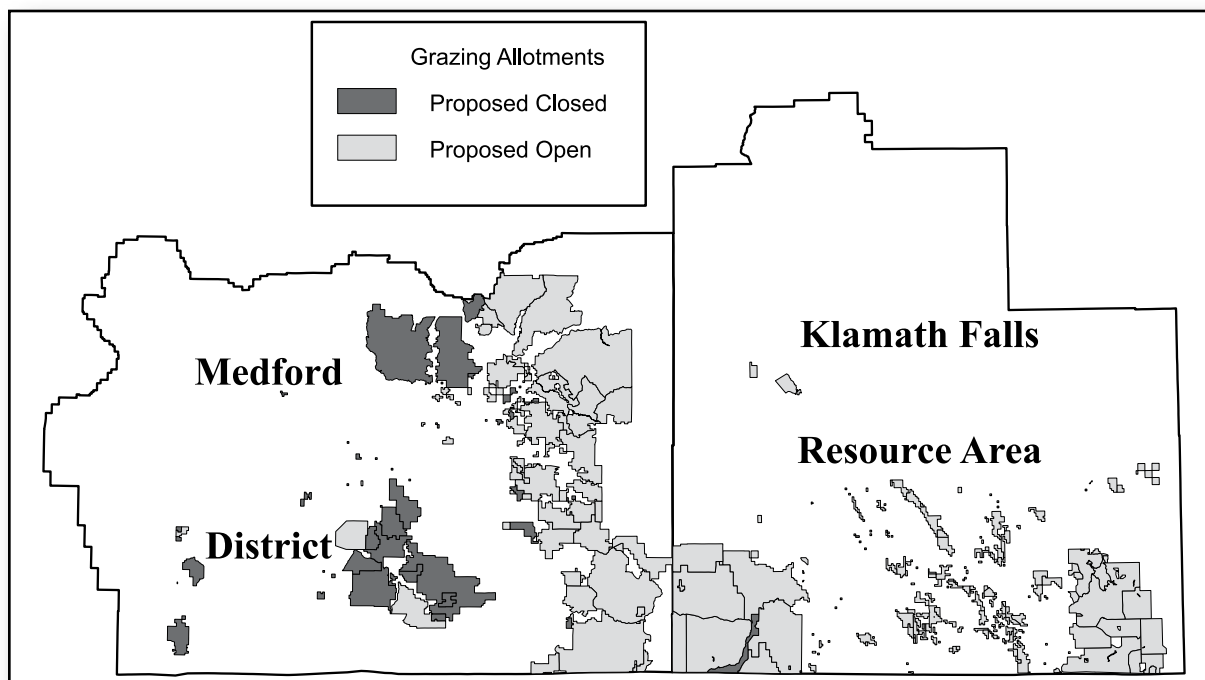 Grazing Allotments
Proposed Closed
Proposed Open
Klamath Falls
Medford
Resource Area
District